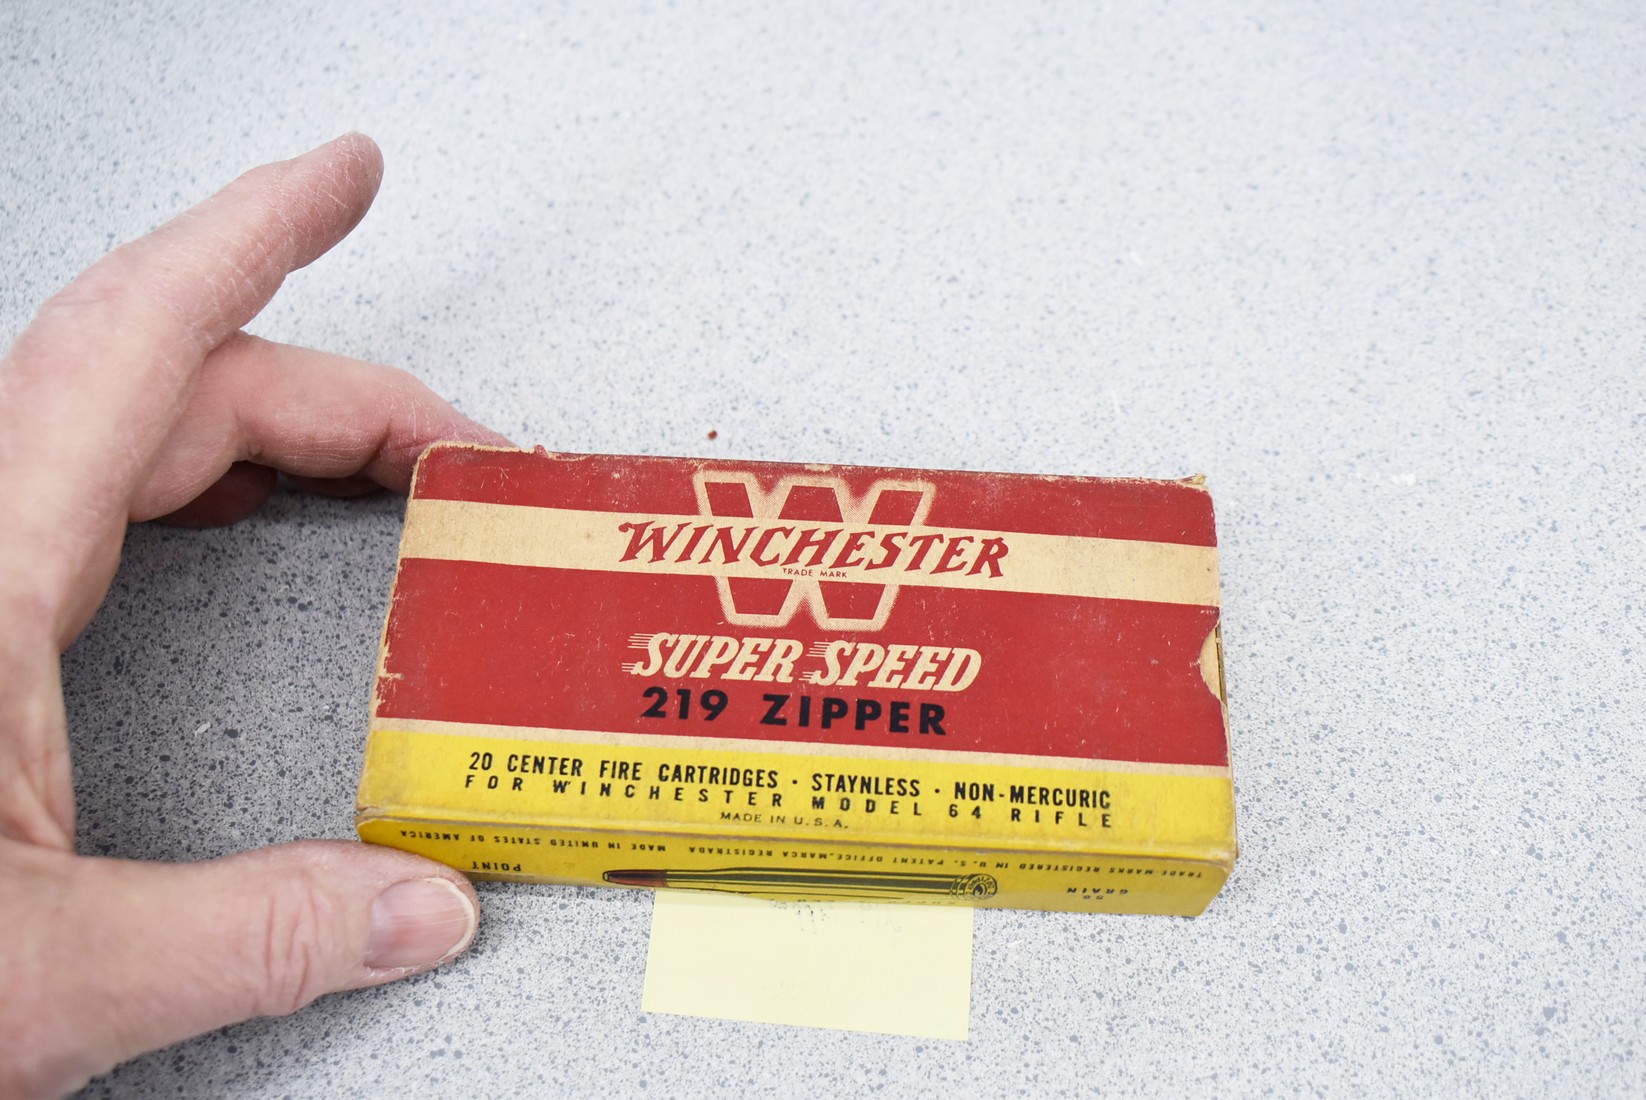 W
WINCHESTER
TRADE MARK
SUPER SPEED
219 ZIPPER
20 CENTER FIRE CARTRIDGES · STAYNLESS · NON-MERCURIC
FOR WINCHESTER MODEL 64 RIFLE
MADE IN U.S.A.
TRADE-MARKS REGISTERED IN U.S. PATENT OFFICE-MARCA REGISTRADA MADE IN UNITED STATES OF AMERICA
GRAIN
POINT